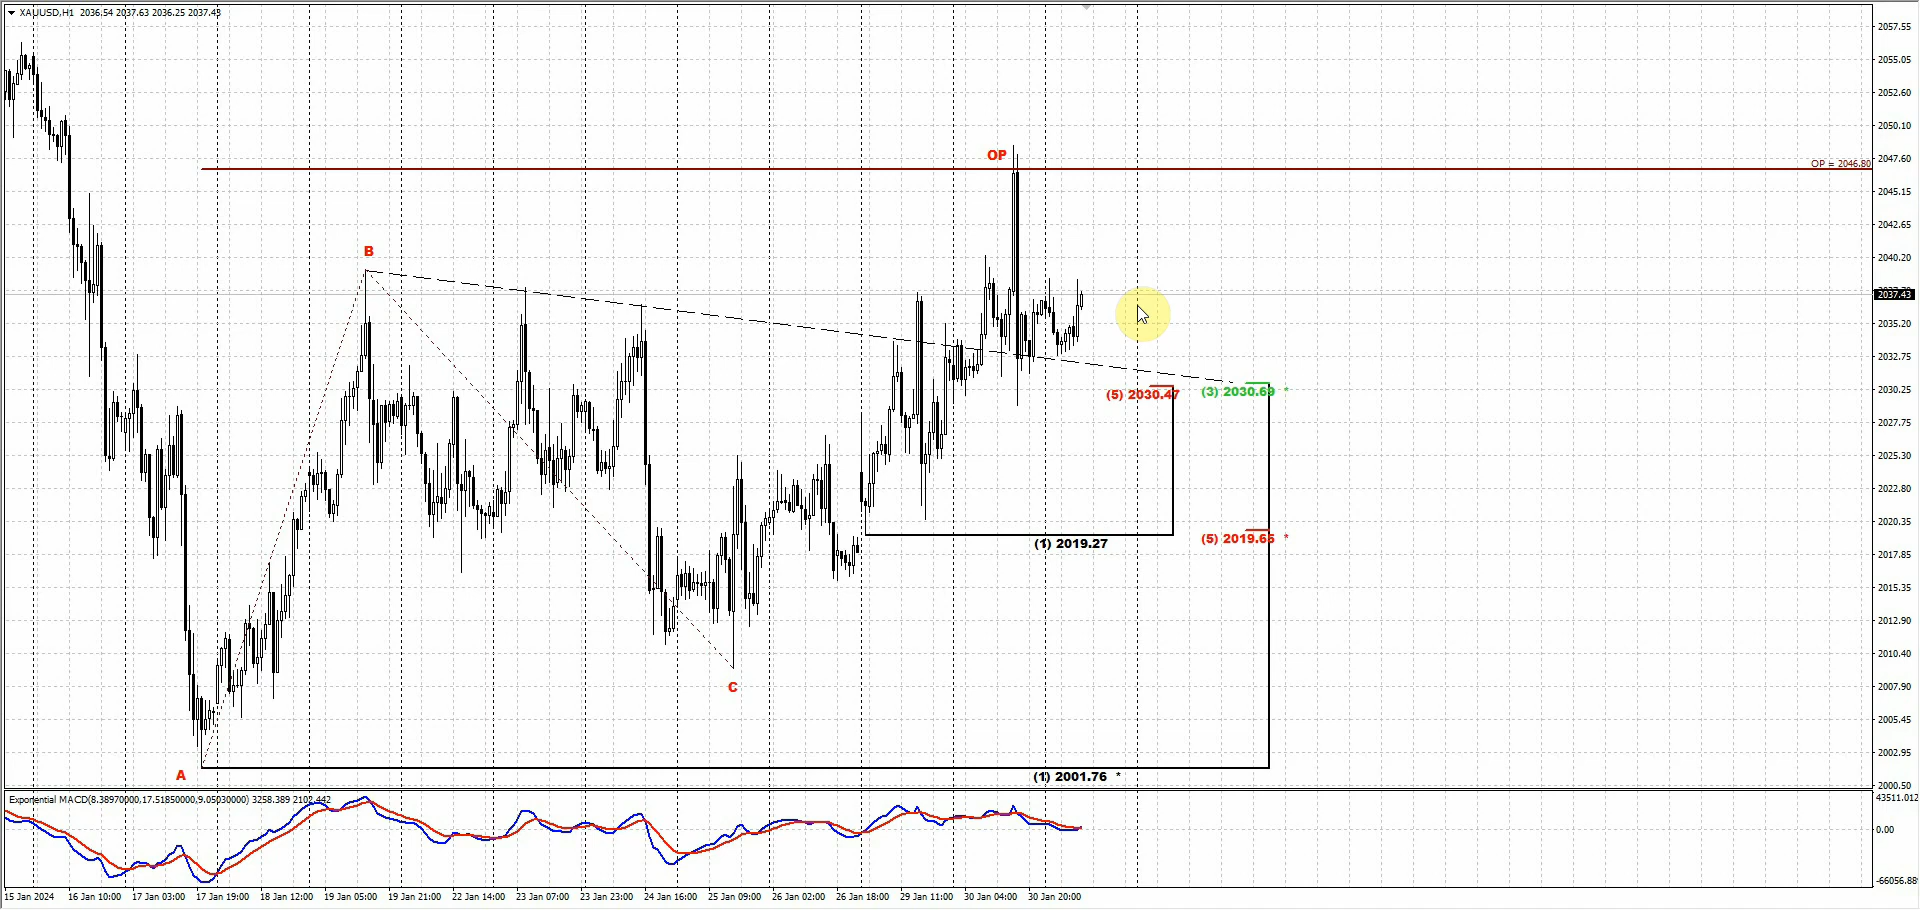 XAUUSD,H1 2036.54 2037.63 2036.25 2037.43
2057.55
2055.05
2052.60
2050.10
OP
2047.60
OP = 2046.80
2045.15
2042.65
B
2040.20
2037.43
2035.20
2032.75
(5) 2030.47
(3) 2030.69 *
2030.25
2027.75
2025.30
2022.80
2020.35
(5) 2019.65 *
(1) 2019.27
2017.85
2015.35
2012.90
2010.40
C
2007.90
2005.45
2002.95
A
(1) 2001.76 *
2000.50
Exponential MACD(8.38970000,17.51850000,9.05030000) 3258.389 2102.442
43511.012
0.00
-66056.88
15 Jan 2024 16 Jan 10:00 17 Jan 03:00 17 Jan 19:00 18 Jan 12:00 19 Jan 05:00 19 Jan 21:00 22 Jan 14:00 23 Jan 07:00 23 Jan 23:00 24 Jan 16:00 25 Jan 09:00 26 Jan 02:00 26 Jan 18:00 29 Jan 11:00 30 Jan 04:00 30 Jan 20:00